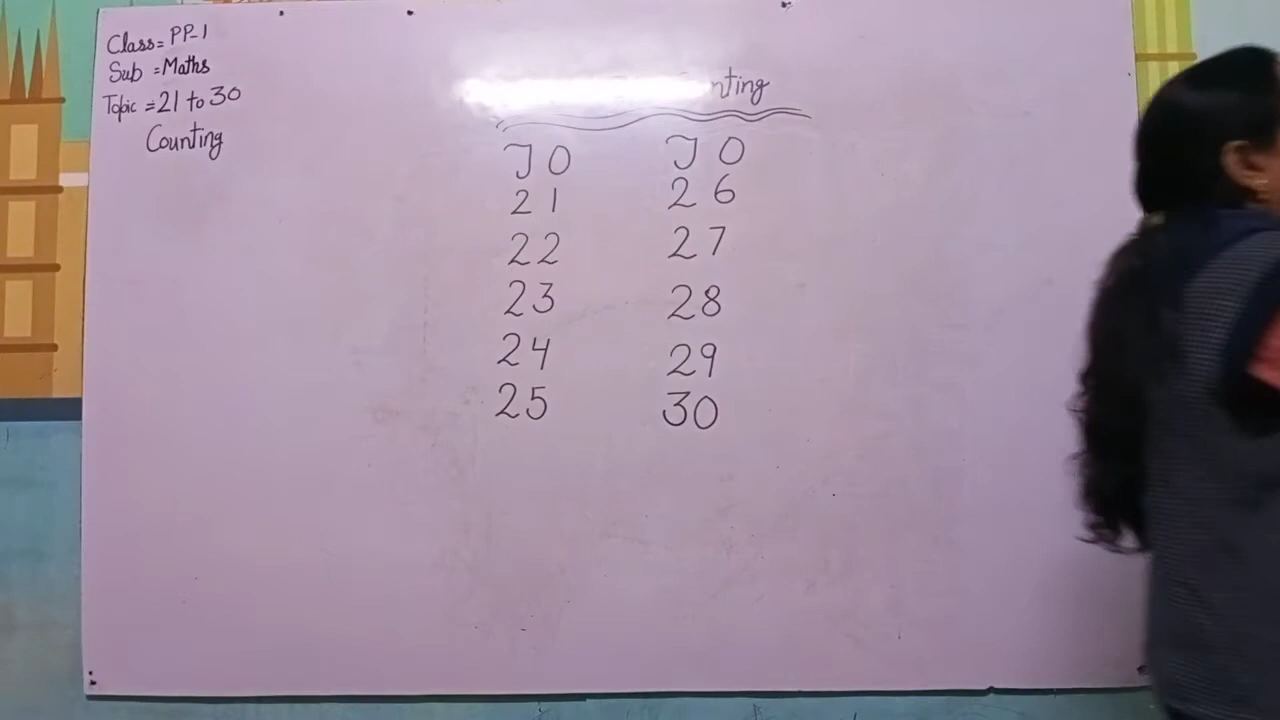 Class= PP-1
Sub = Maths
Topic = 21 to 30
Counting
T O T O
21 26
22 27
23 28
24 29
25 30